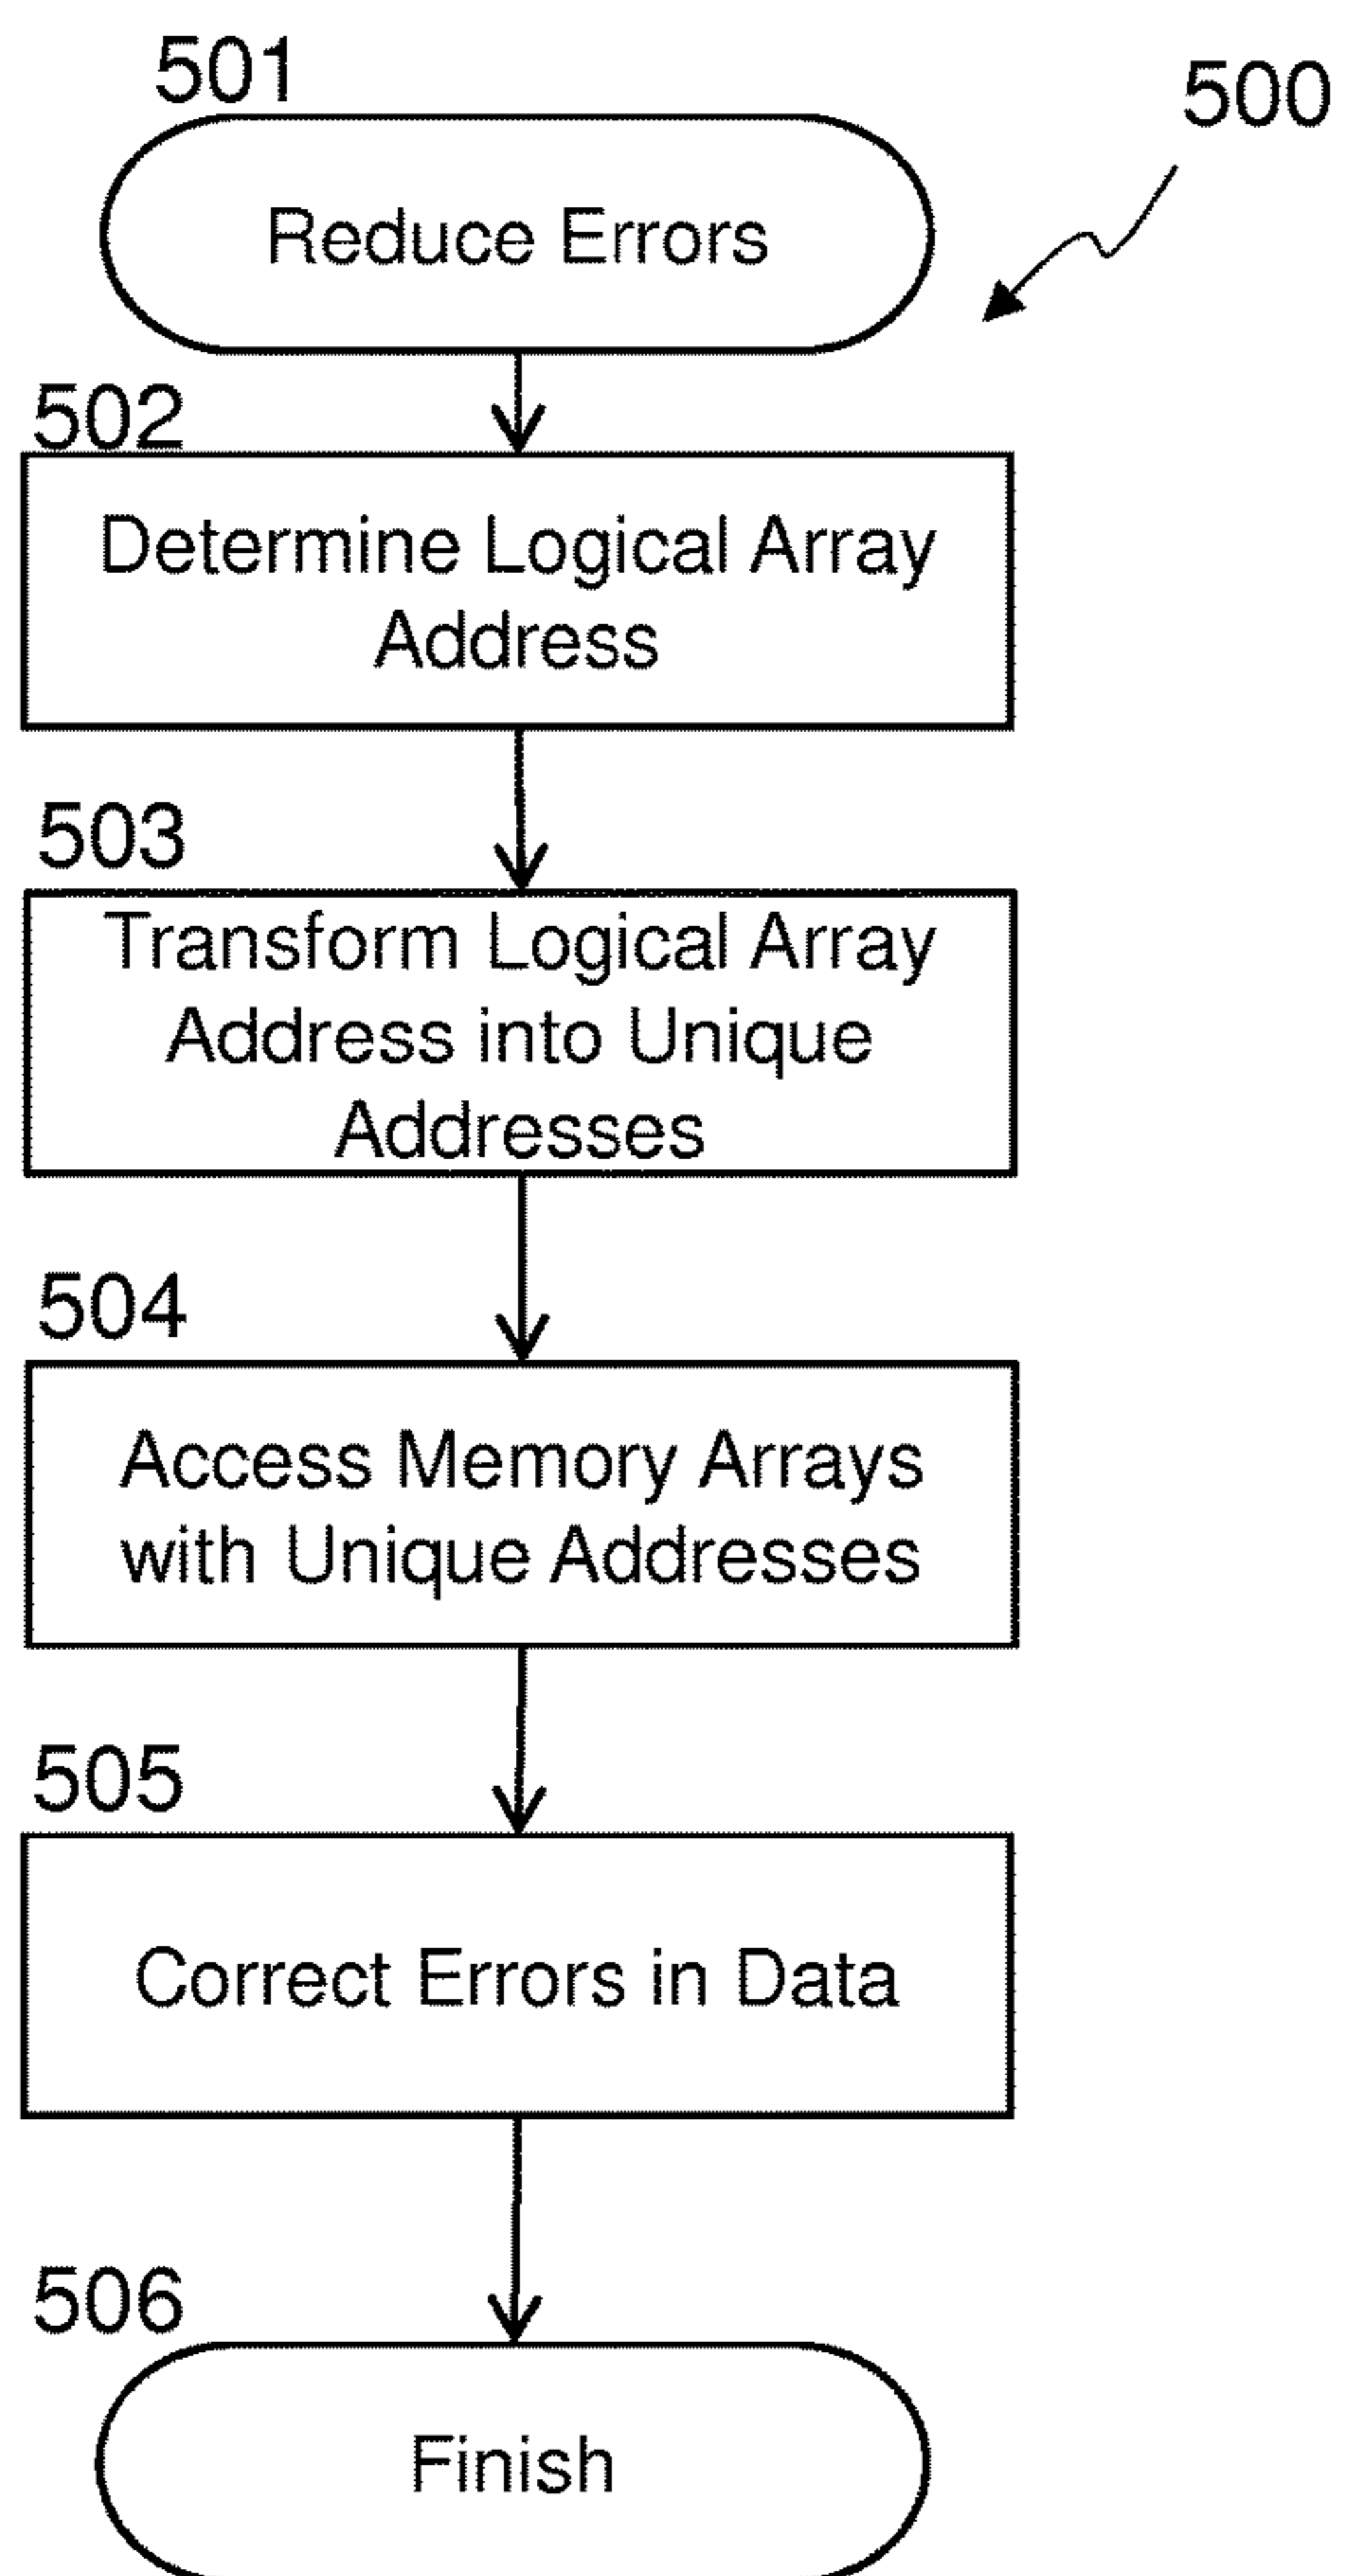 501
500
Reduce Errors
502
Determine Logical Array
Address
503
Transform Logical Array
Address into Unique
Addresses
504
Access Memory Arrays
with Unique Addresses
505
Correct Errors in Data
506
Finish